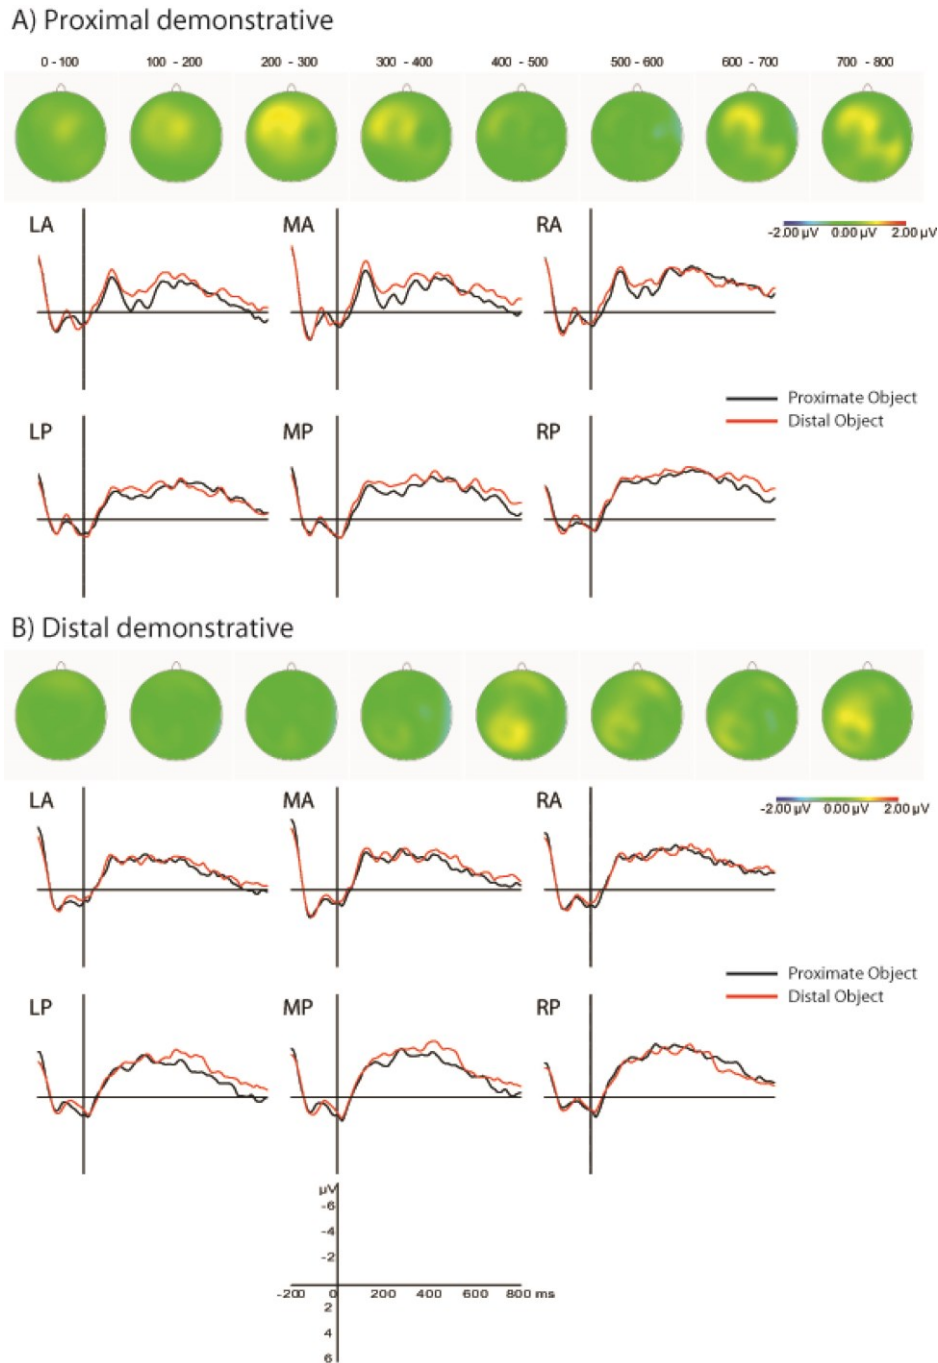 A) Proximal demonstrative
0 - 100 100 - 200 200 - 300 300 - 400 400 - 500 500 - 600 600 - 700 700 - 800
LA MA RA
-2.00 µV 0.00 µV 2.00 µV
Proximate Object
Distal Object
LP MP RP
B) Distal demonstrative
LA MA RA
-2.00 µV 0.00 µV 2.00 µV
Proximate Object
Distal Object
LP MP RP
µV
-6
-4
-2
-200 0 200 400 600 800 ms
2
4
6